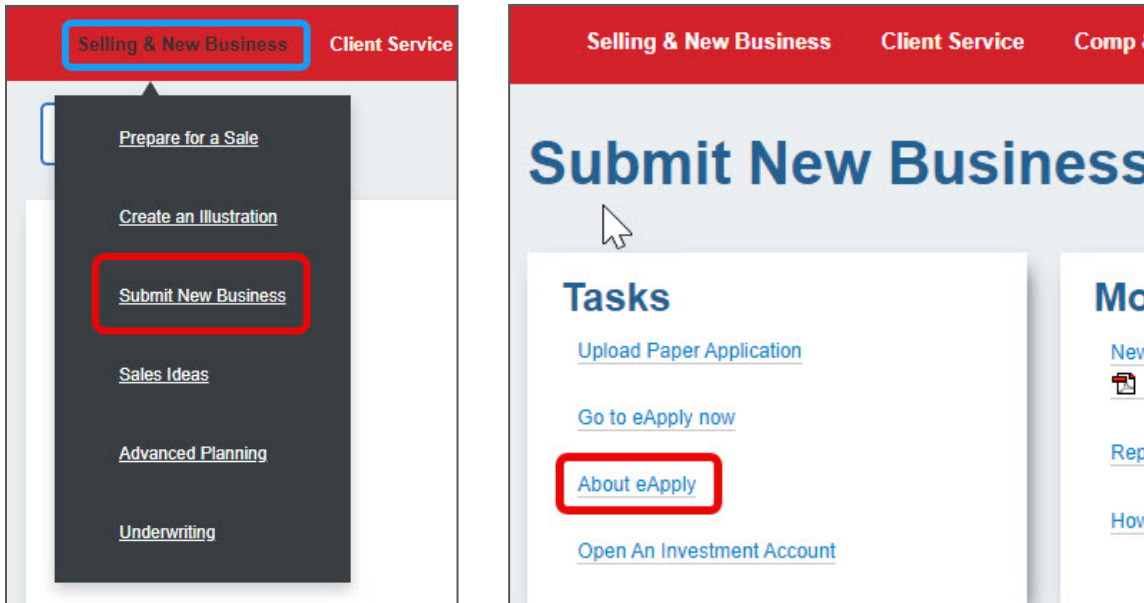 Selling & New Business Client Service
Prepare for a Sale
Create an Illustration
Submit New Business
Sales Ideas
Advanced Planning
Underwriting
Selling & New Business Client Service Comp
Submit New Business
Tasks
Upload Paper Application
Go to eApply now
About eApply
Open An Investment Account